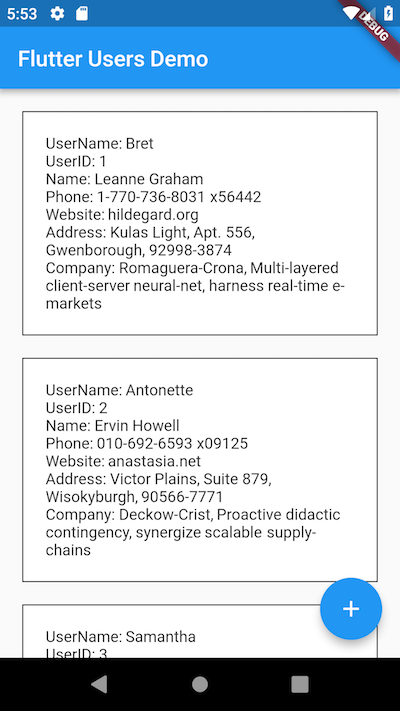 5:53
DEBUG
Flutter Users Demo
UserName: Bret
UserID: 1
Name: Leanne Graham
Phone: 1-770-736-8031 x56442
Website: hildegard.org
Address: Kulas Light, Apt. 556,
Gwenborough, 92998-3874
Company: Romaguera-Crona, Multi-layered
client-server neural-net, harness real-time e-
markets
UserName: Antonette
UserID: 2
Name: Ervin Howell
Phone: 010-692-6593 x09125
Website: anastasia.net
Address: Victor Plains, Suite 879,
Wisokyburgh, 90566-7771
Company: Deckow-Crist, Proactive didactic
contingency, synergize scalable supply-
chains
UserName: Samantha
UserID: 3